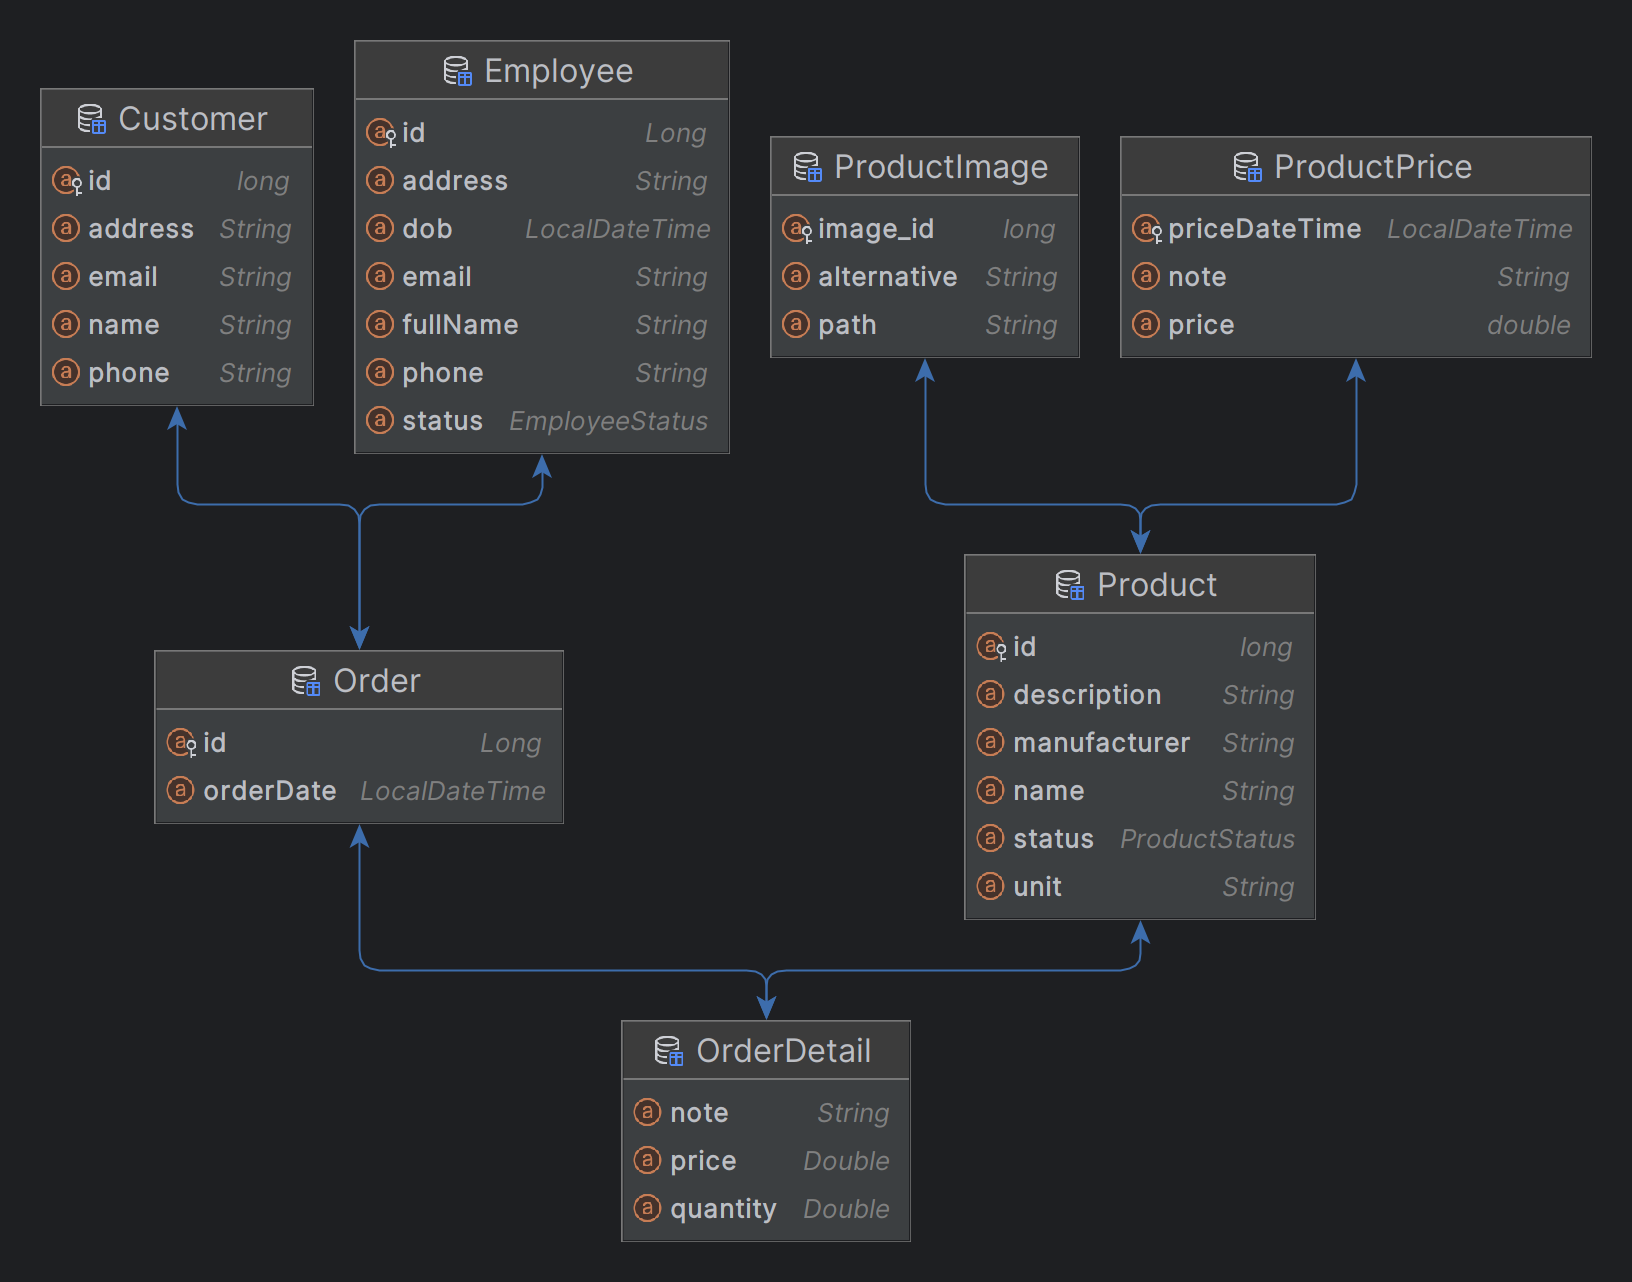 Customer
id long
address String
email String
name String
phone String
Employee
id Long
address String
dob LocalDateTime
email String
fullName String
phone String
status EmployeeStatus
ProductImage
image_id long
alternative String
path String
ProductPrice
priceDateTime LocalDateTime
note String
price double
Order
id Long
orderDate LocalDateTime
Product
id long
description String
manufacturer String
name String
status ProductStatus
unit String
OrderDetail
note String
price Double
quantity Double